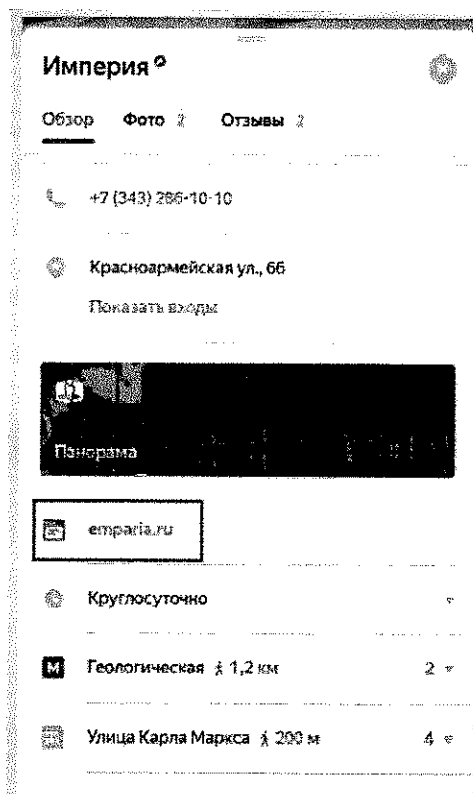 Империя
Обзор Фото 2 Отзывы 2
+7 (343) 286-10-10
Красноармейская ул., 66
Показать входы
Панорама
emparia.ru
Круглосуточно
М Геологическая 1,2 км 2
Улица Карла Маркса 200 м 4